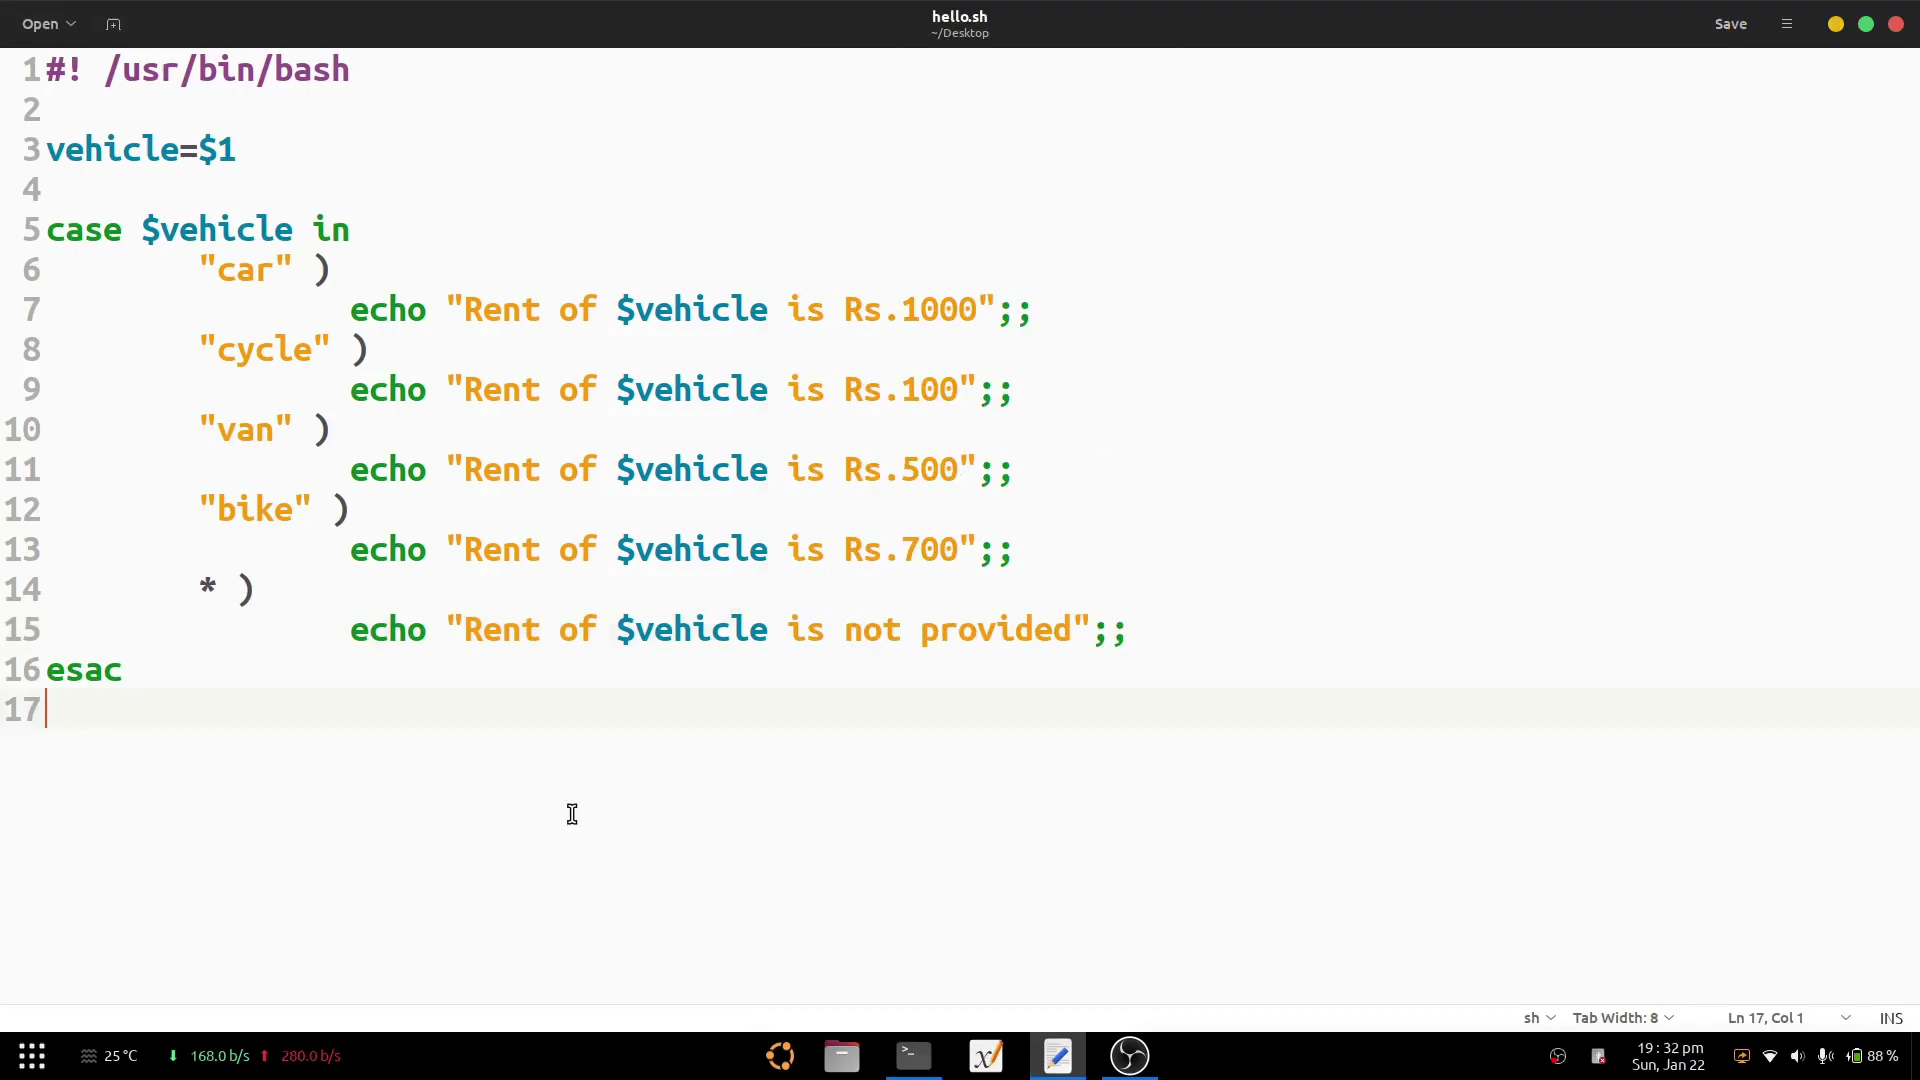 Open
hello.sh
~/Desktop
Save
1 #! /usr/bin/bash
2
3 vehicle=$1
4
5 case $vehicle in
6 "car" )
7 echo "Rent of $vehicle is Rs.1000";;
8 "cycle" )
9 echo "Rent of $vehicle is Rs.100";;
10 "van" )
11 echo "Rent of $vehicle is Rs.500";;
12 "bike" )
13 echo "Rent of $vehicle is Rs.700";;
14 * )
15 echo "Rent of $vehicle is not provided";;
16 esac
17
sh Tab Width: 8 Ln 17, Col 1 INS
25 °C 168.0 b/s 280.0 b/s
19:32 pm
Sun, Jan 22
88 %